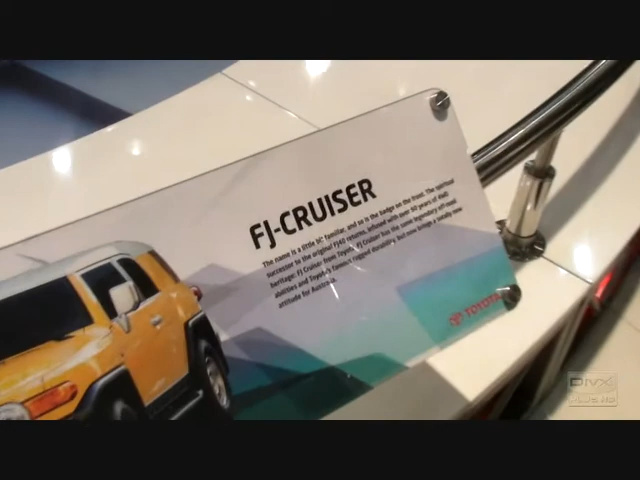 FJ-CRUISER
The name is a little bit familiar, and so is the badge on the front. The spiritual
successor to the original FJ40 returns, infused with over 50 years of 4WD
heritage. FJ Cruiser from Toyota. FJ Cruiser has the same legendary off-road
abilities and Toyota's famous rugged durability, but now brings a totally new
attitude for Australia.
TOYOTA
DIVX
PLUS HD